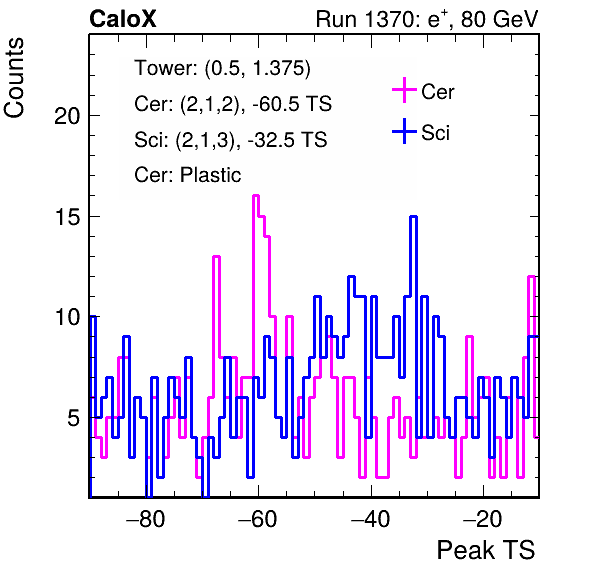 CaloX Run 1370: e⁺, 80 GeV
Counts
Tower: (0.5, 1.375)
Cer: (2,1,2), -60.5 TS
Sci: (2,1,3), -32.5 TS
Cer: Plastic
Cer
Sci
20
15
10
5
−80 −60 −40 −20
Peak TS